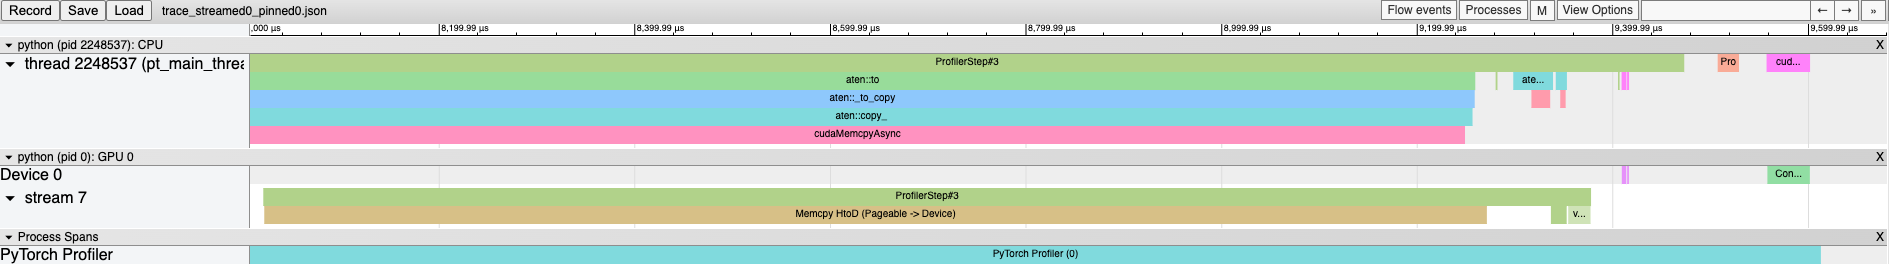 Record Save Load trace_streamed0_pinned0.json Flow events Processes M View Options ← → »
,000 µs 8,199.99 µs 8,399.99 µs 8,599.99 µs 8,799.99 µs 8,999.99 µs 9,199.99 µs 9,399.99 µs 9,599.99 µs
python (pid 2248537): CPU X
thread 2248537 (pt_main_threa ProfilerStep#3 Pro cud...
aten::to ate...
aten::_to_copy
aten::copy_
cudaMemcpyAsync
python (pid 0): GPU 0 X
Device 0 Con...
stream 7 ProfilerStep#3
Memcpy HtoD (Pageable -> Device) v...
Process Spans X
PyTorch Profiler PyTorch Profiler (0)